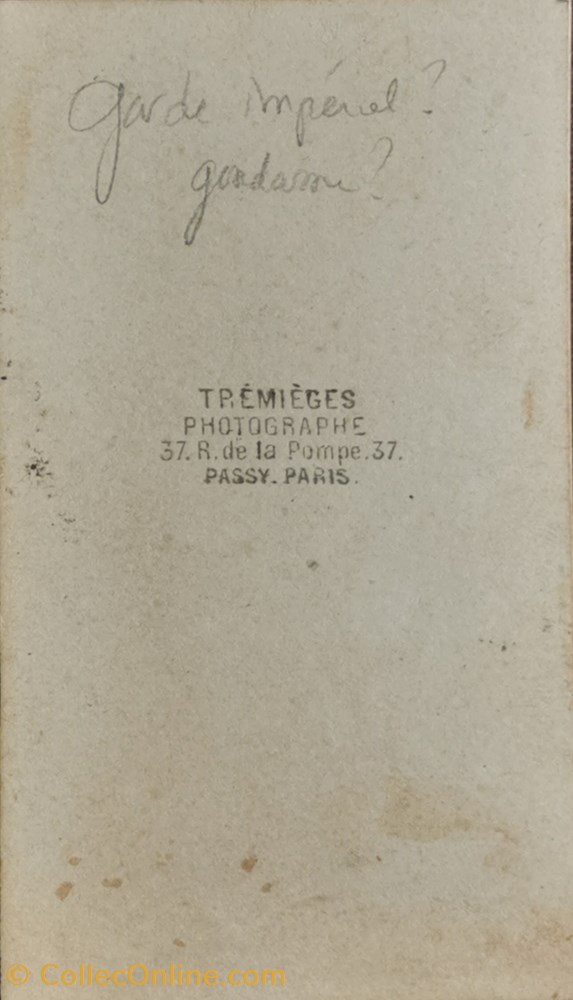 Garde impérial ?
gendarme ?
TRÉMIÈGES
PHOTOGRAPHE
37. R. de la Pompe. 37.
PASSY. PARIS.
© CollecOnline.com